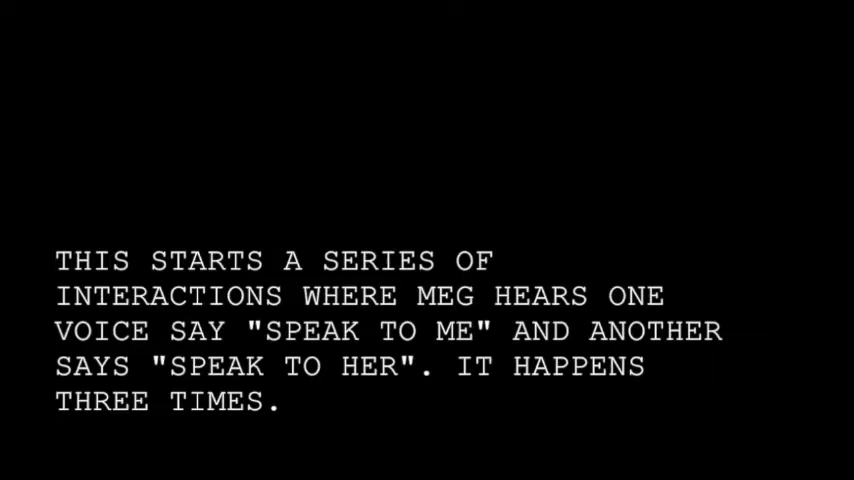 THIS STARTS A SERIES OF
INTERACTIONS WHERE MEG HEARS ONE
VOICE SAY "SPEAK TO ME" AND ANOTHER
SAYS "SPEAK TO HER". IT HAPPENS
THREE TIMES.